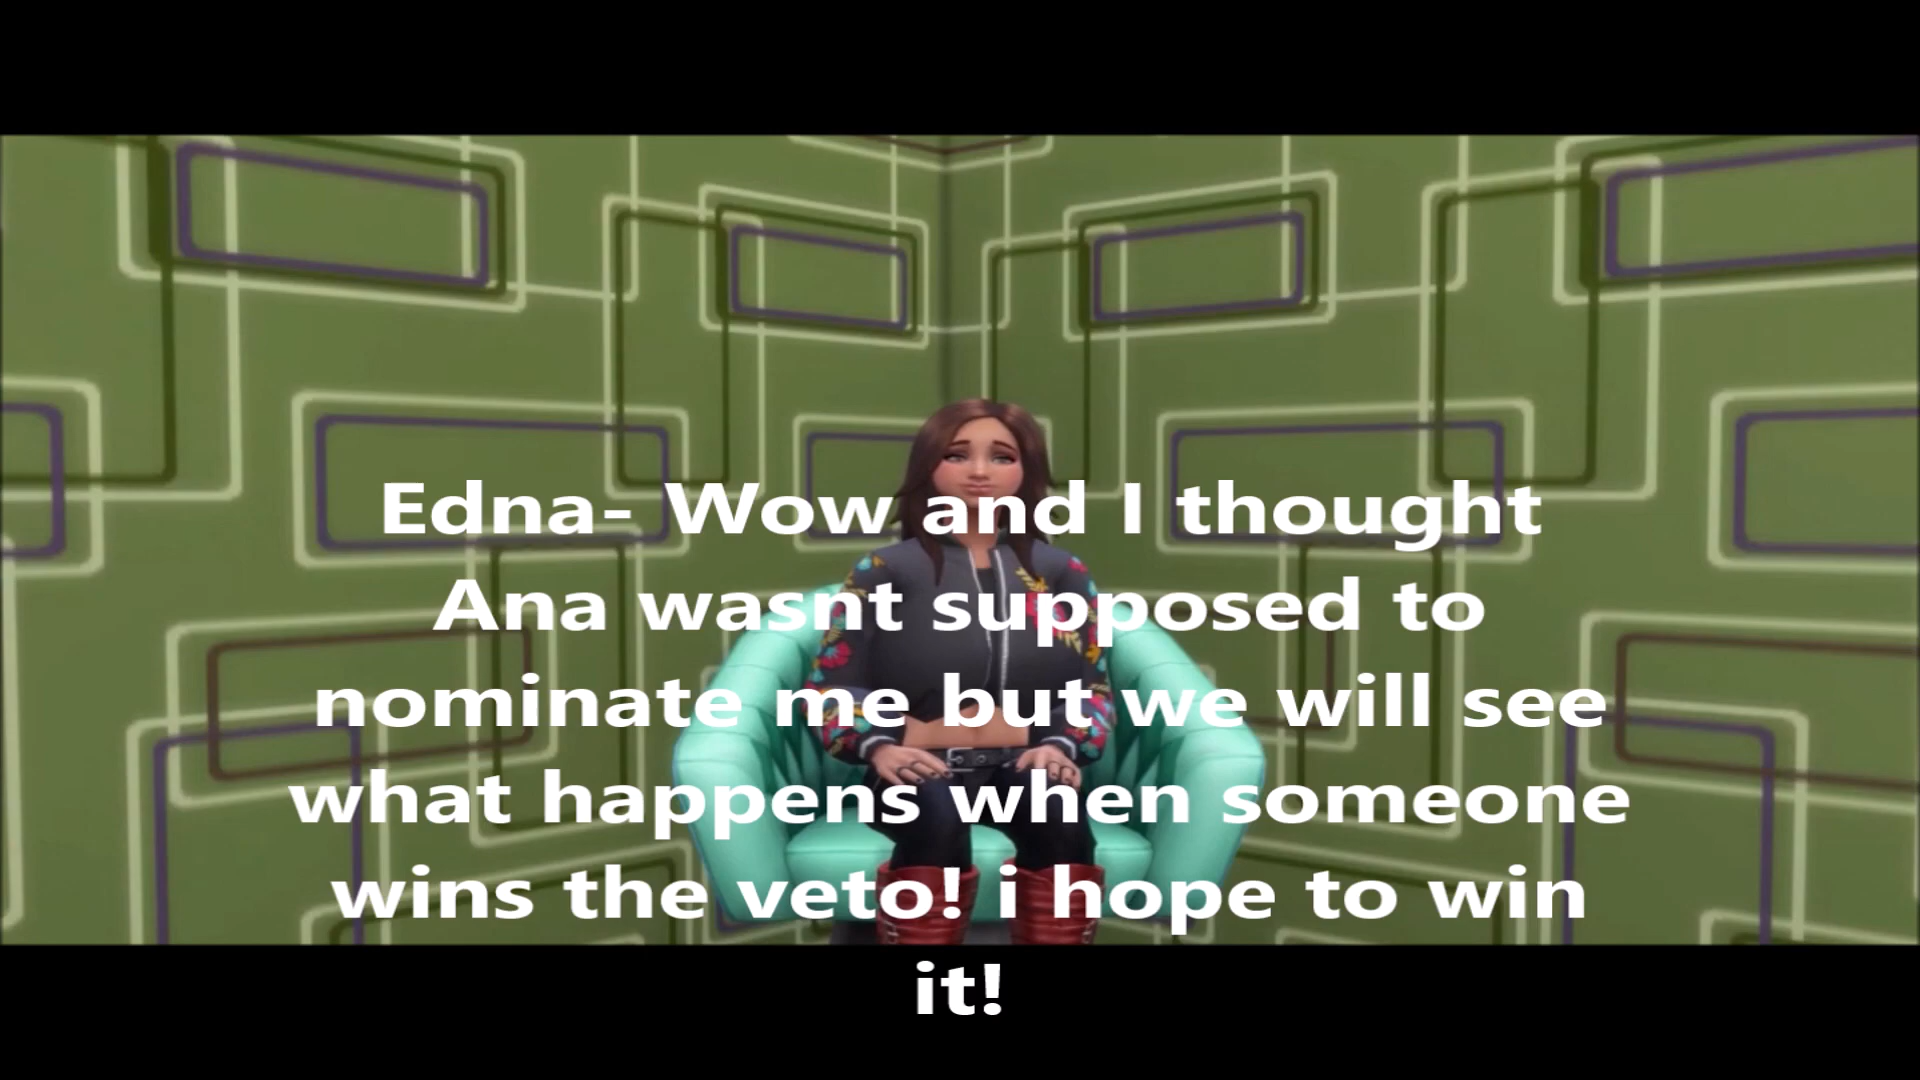 Edna- Wow and I thought
Ana wasnt supposed to
nominate me but we will see
what happens when someone
wins the veto! i hope to win
it!